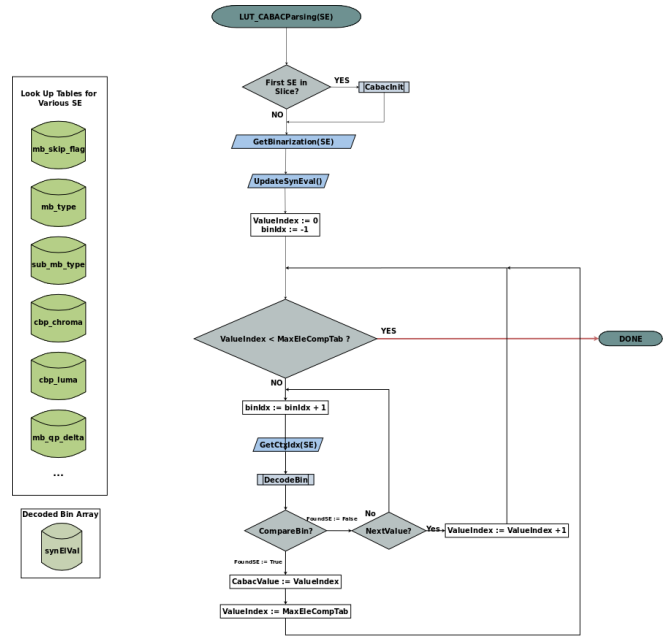 LUT_CABACParsing(SE)
First SE in
Slice?
YES
CabacInit
NO
GetBinarization(SE)
UpdateSynEval()
ValueIndex := 0
binIdx := -1
ValueIndex < MaxEleCompTab ?
YES
DONE
NO
binIdx := binIdx + 1
GetCtxIdx(SE)
DecodeBin
CompareBin?
FoundSE := False
No
NextValue?
Yes
ValueIndex := ValueIndex +1
FoundSE := True
CabacValue := ValueIndex
ValueIndex := MaxEleCompTab
Look Up Tables for
Various SE
mb_skip_flag
mb_type
sub_mb_type
cbp_chroma
cbp_luma
mb_qp_delta
...
Decoded Bin Array
synElVal